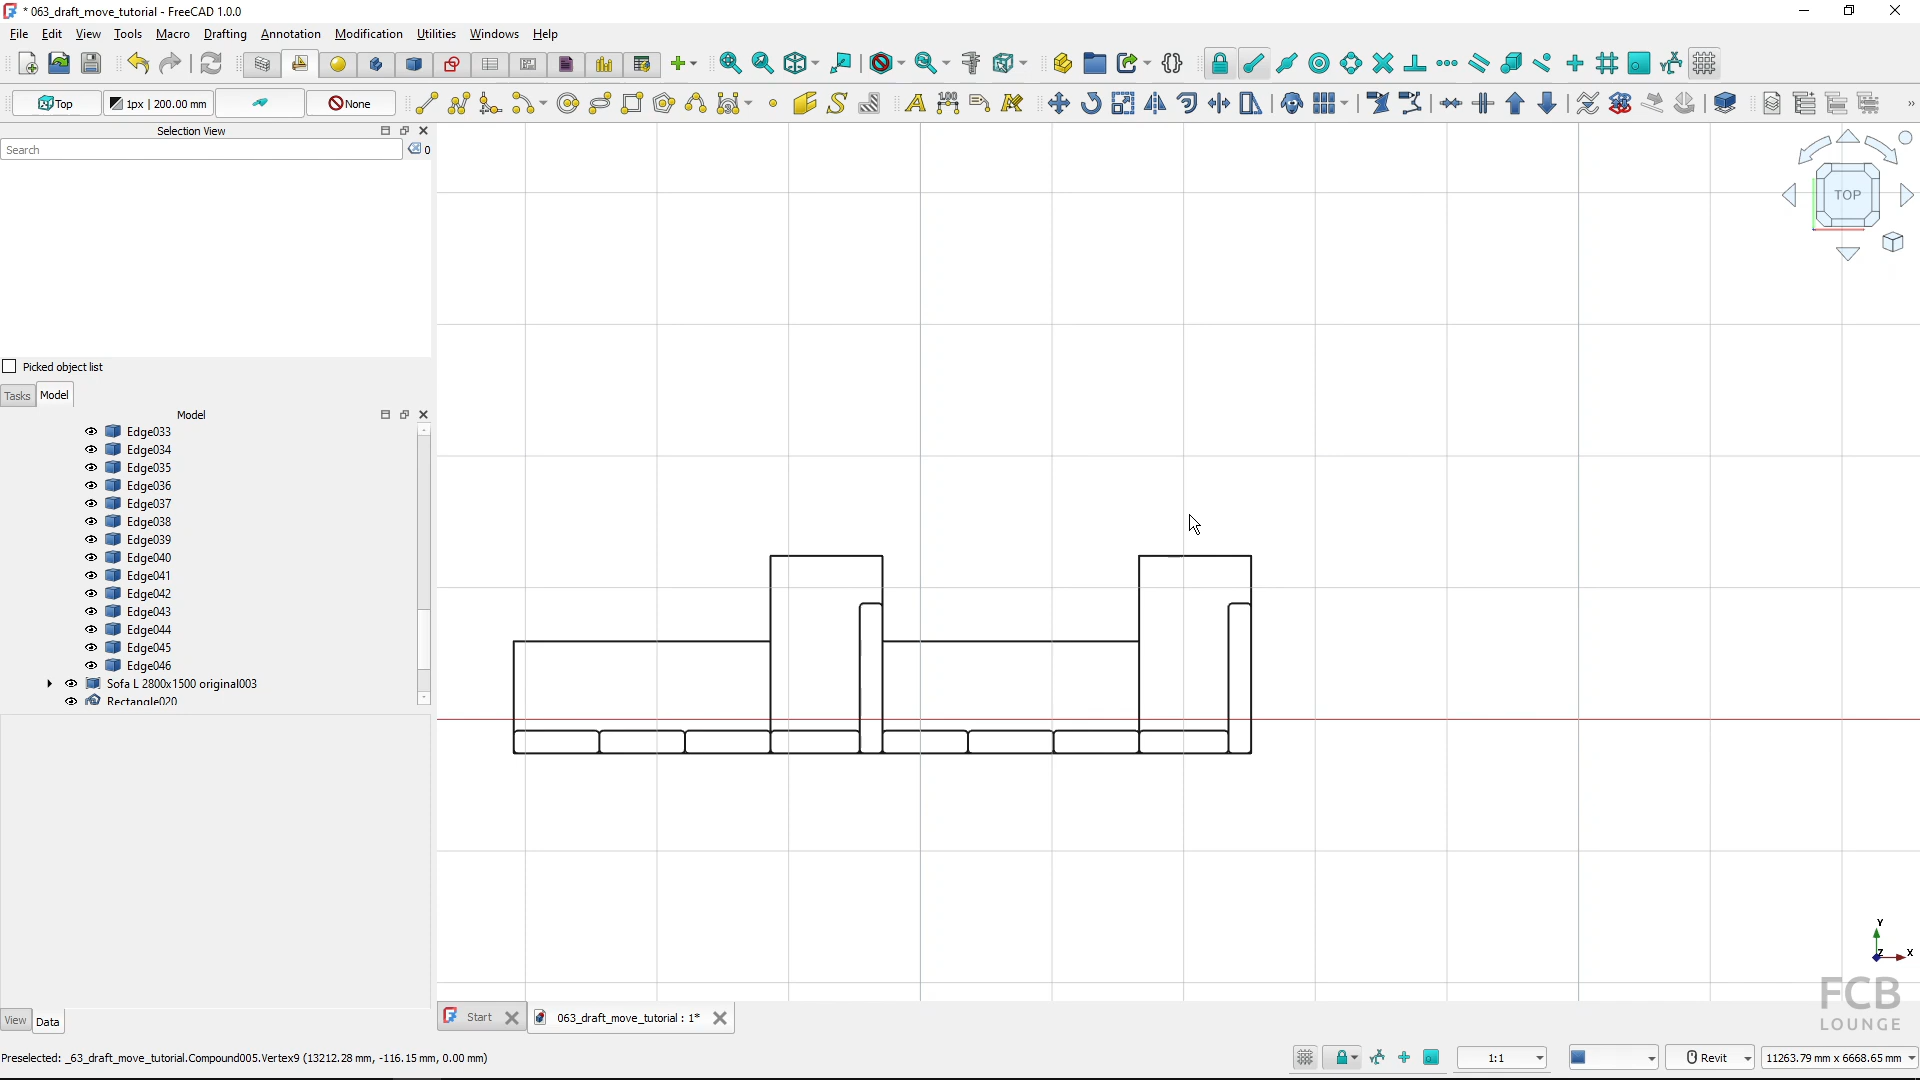 * 063_draft_move_tutorial - FreeCAD 1.0.0
File Edit View Tools Macro Drafting Annotation Modification Utilities Windows Help
Top 1px | 200.00 mm None
1.00
»
Selection View
Search 0
TOP
Picked object list
Tasks Model
Model
Edge033
Edge034
Edge035
Edge036
Edge037
Edge038
Edge039
Edge040
Edge041
Edge042
Edge043
Edge044
Edge045
Edge046
Sofa L 2800x1500 original003
Rectangle020
Y
Z X
FCB
LOUNGE
View Data
Start 063_draft_move_tutorial : 1*
Preselected: _63_draft_move_tutorial.Compound005.Vertex9 (13212.28 mm, -116.15 mm, 0.00 mm)
1:1 Revit 11263.79 mm x 6668.65 mm